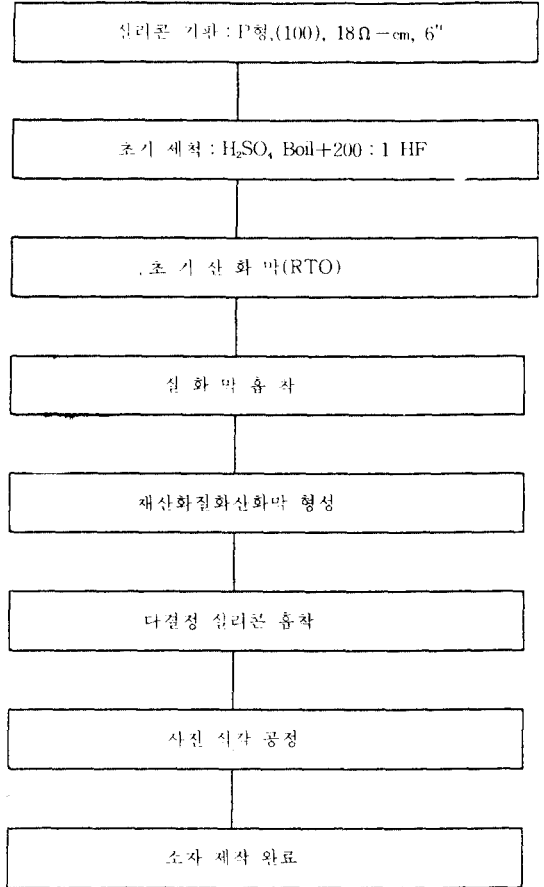 실리콘 기판 : P형,(100), 18Ω-cm, 6"
초기 세척 : H₂SO₄ Boil+200 : 1 HF
초 기 산 화 막(RTO)
질 화 막 흡 착
재산화질화산화막 형성
다결정 실리콘 흡착
사진 식각 공정
소자 제작 완료